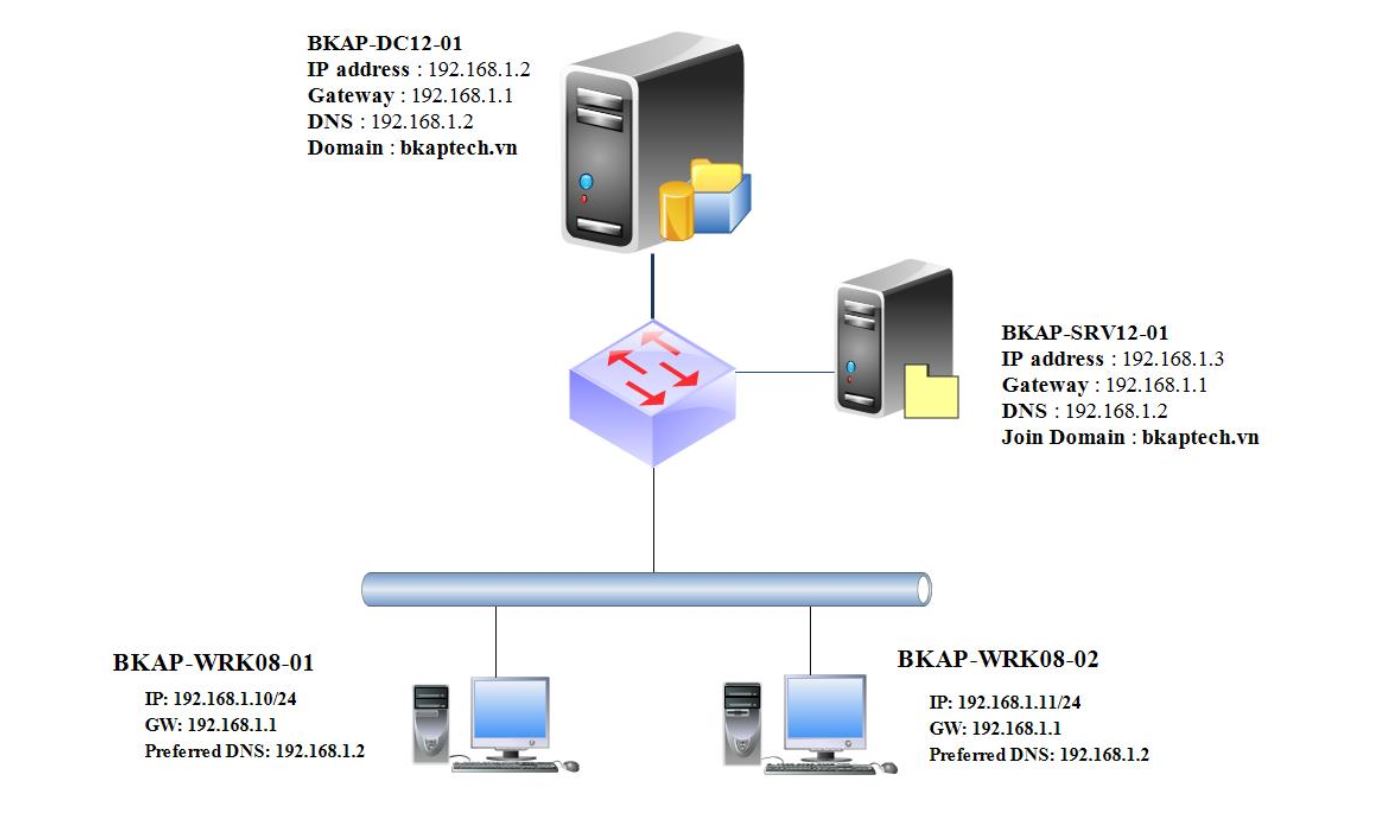 BKAP-DC12-01
IP address : 192.168.1.2
Gateway : 192.168.1.1
DNS : 192.168.1.2
Domain : bkaptech.vn
BKAP-SRV12-01
IP address : 192.168.1.3
Gateway : 192.168.1.1
DNS : 192.168.1.2
Join Domain : bkaptech.vn
BKAP-WRK08-01
IP: 192.168.1.10/24
GW: 192.168.1.1
Preferred DNS: 192.168.1.2
BKAP-WRK08-02
IP: 192.168.1.11/24
GW: 192.168.1.1
Preferred DNS: 192.168.1.2